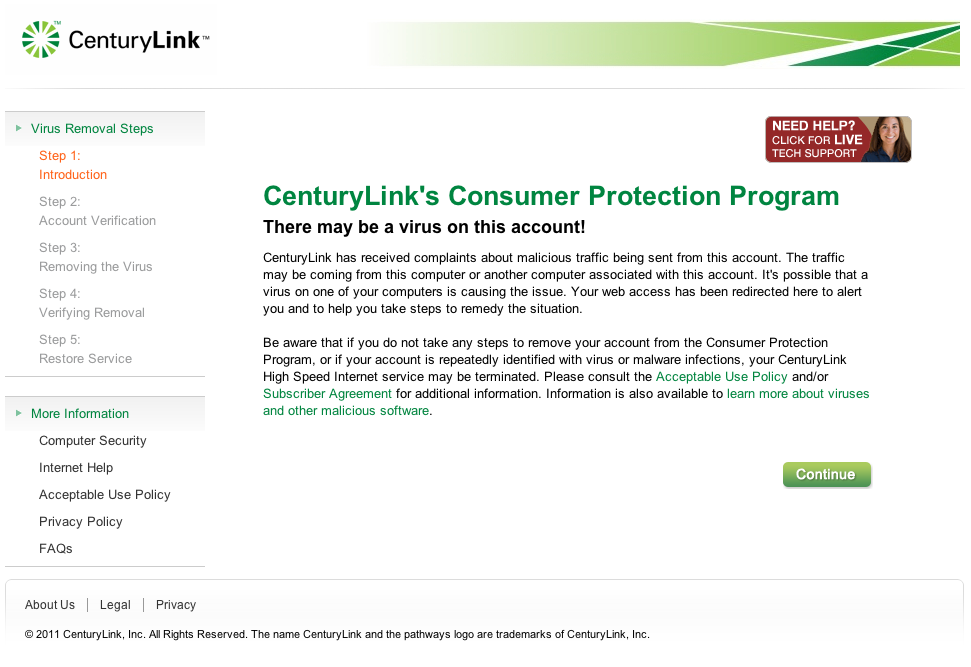 CenturyLink™
Virus Removal Steps
Step 1:
Introduction
Step 2:
Account Verification
Step 3:
Removing the Virus
Step 4:
Verifying Removal
Step 5:
Restore Service
More Information
Computer Security
Internet Help
Acceptable Use Policy
Privacy Policy
FAQs
NEED HELP?
CLICK FOR LIVE
TECH SUPPORT
CenturyLink's Consumer Protection Program
There may be a virus on this account!
CenturyLink has received complaints about malicious traffic being sent from this account. The traffic
may be coming from this computer or another computer associated with this account. It's possible that a
virus on one of your computers is causing the issue. Your web access has been redirected here to alert
you and to help you take steps to remedy the situation.
Be aware that if you do not take any steps to remove your account from the Consumer Protection
Program, or if your account is repeatedly identified with virus or malware infections, your CenturyLink
High Speed Internet service may be terminated. Please consult the Acceptable Use Policy and/or
Subscriber Agreement for additional information. Information is also available to learn more about viruses
and other malicious software.
Continue
About Us | Legal | Privacy
© 2011 CenturyLink, Inc. All Rights Reserved. The name CenturyLink and the pathways logo are trademarks of CenturyLink, Inc.